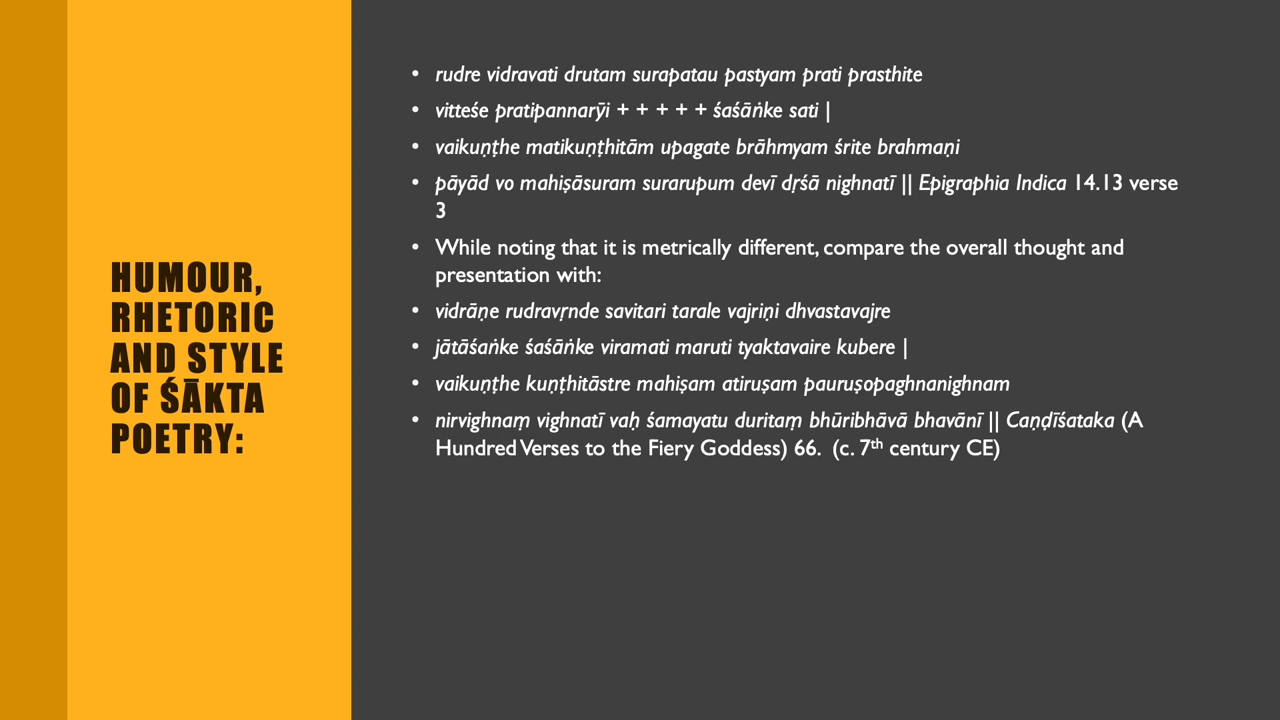 HUMOUR,
RHETORIC
AND STYLE
OF ŚĀKTA
POETRY:
• rudre vidravati drutam surapatau pastyam prati prasthite
• vitteśe pratipannarȳi + + + + + śaśāṅke sati |
• vaikuṇṭhe matikuṇṭhitām upagate brāhmyam śrite brahmaṇi
• pāyād vo mahiṣāsuram surarupum devī dṛśā nighnatī || Epigraphia Indica 14.13 verse
3
• While noting that it is metrically different, compare the overall thought and
presentation with:
• vidrāṇe rudravṛnde savitari tarale vajriṇi dhvastavajre
• jātāśaṅke śaśāṅke viramati maruti tyaktavaire kubere |
• vaikuṇṭhe kuṇṭhitāstre mahiṣam atiruṣam pauruṣopaghnanighnam
• nirvighnaṃ vighnatī vaḥ śamayatu duritaṃ bhūribhāvā bhavānī || Caṇḍīśataka (A
Hundred Verses to the Fiery Goddess) 66. (c. 7th century CE)